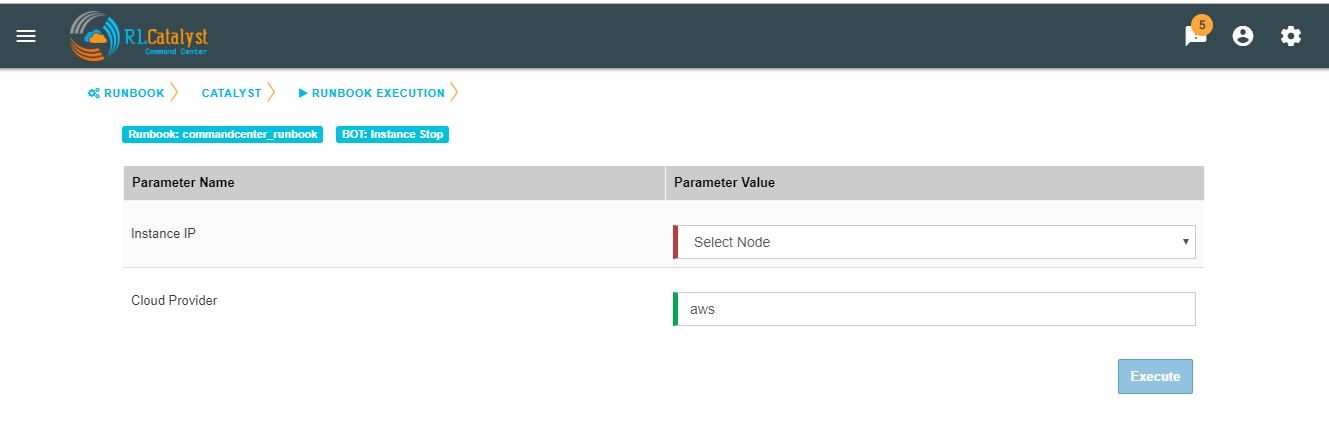 5
RLCatalyst
Command Center
RUNBOOK CATALYST RUNBOOK EXECUTION
Runbook: commandcenter_runbook BOT: Instance Stop
Parameter Name Parameter Value
Instance IP
Select Node
Cloud Provider
aws
Execute